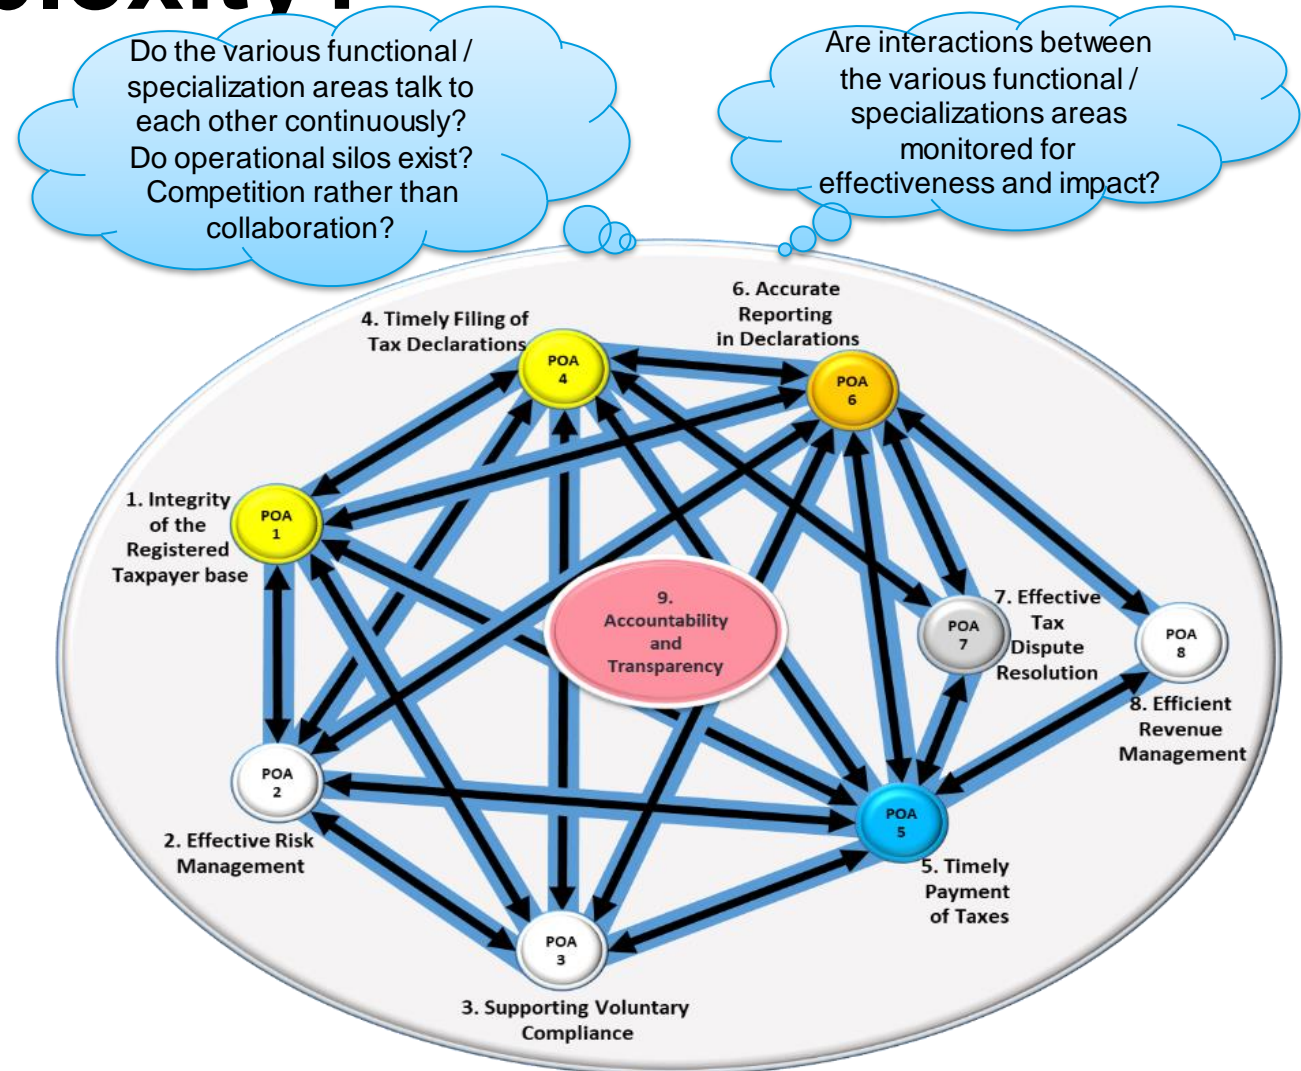 Do the various functional /
specialization areas talk to
each other continuously?
Do operational silos exist?
Competition rather than
collaboration?
Are interactions between
the various functional /
specializations areas
monitored for
effectiveness and impact?
4. Timely Filing of
Tax Declarations
6. Accurate
Reporting
in Declarations
POA
4
POA
6
1. Integrity
of the
Registered
Taxpayer base
POA
1
9.
Accountability
and
Transparency
POA
7
7. Effective
Tax
Dispute
Resolution
POA
8
8. Efficient
Revenue
Management
POA
2
2. Effective Risk
Management
POA
5
5. Timely
Payment
of Taxes
POA
3
3. Supporting Voluntary
Compliance